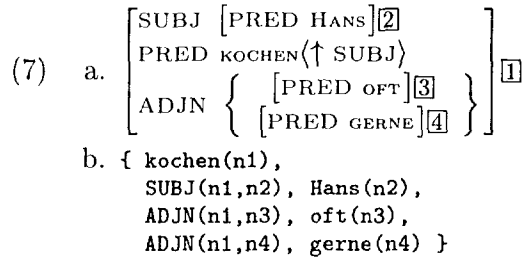 [SUBJ [PRED HANS]2
PRED KOCHEN⟨↑ SUBJ⟩
(7) a. ADJN { [PRED OFT]3
[PRED GERNE]4 } ]1
b. { kochen(n1),
SUBJ(n1,n2), Hans(n2),
ADJN(n1,n3), oft(n3),
ADJN(n1,n4), gerne(n4) }